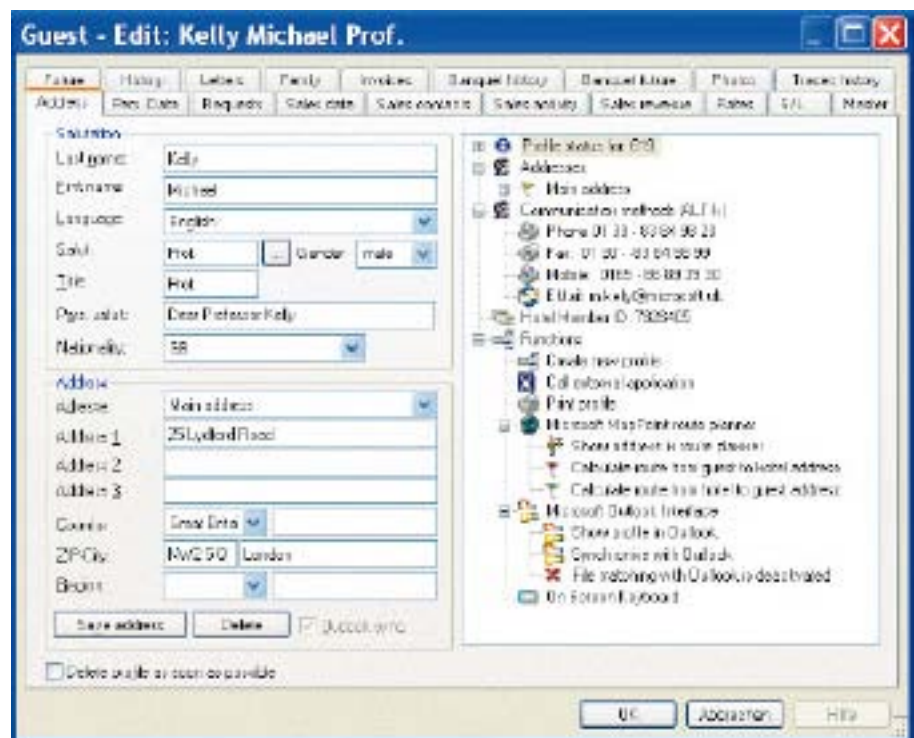 Guest - Edit: Kelly Michael Prof.
Future History Letters Family Invoices Banquet history Banquet future Photos Traces history
Address Pers. Data Requests Sales data Sales contacts Sales activity Sales revenue Rates S/L Master
Salutation
Last name: Kelly
First name Michael
Language: English
Salut. Prof. ... Gender male
Title: Prof.
Pers. salut: Dear Professor Kelly
Nationality: GB
Address
Main address
Address 1 25 Lydford Road
Address 2
Address 3
Country
ZIP City London
Region
Save address Delete Outlook sync
Delete profile as soon as possible
Profile status for
Addresses
Main address
Communication methods
Phone
Fax:
Mobile:
EMail: m.kelly@microsoft.uk
Hotel Member ID:
Functions
Create new profile
Call external application
Print profile
Microsoft MapPoint route planner
Show address in route planner
Calculate route from guest to hotel address
Calculate route from hotel to guest address
Microsoft Outlook Interface
Show profile in Outlook
Synchronise with Outlook
File matching with Outlook is deactivated
On Screen Keyboard
OK Abbrechen Hilfe